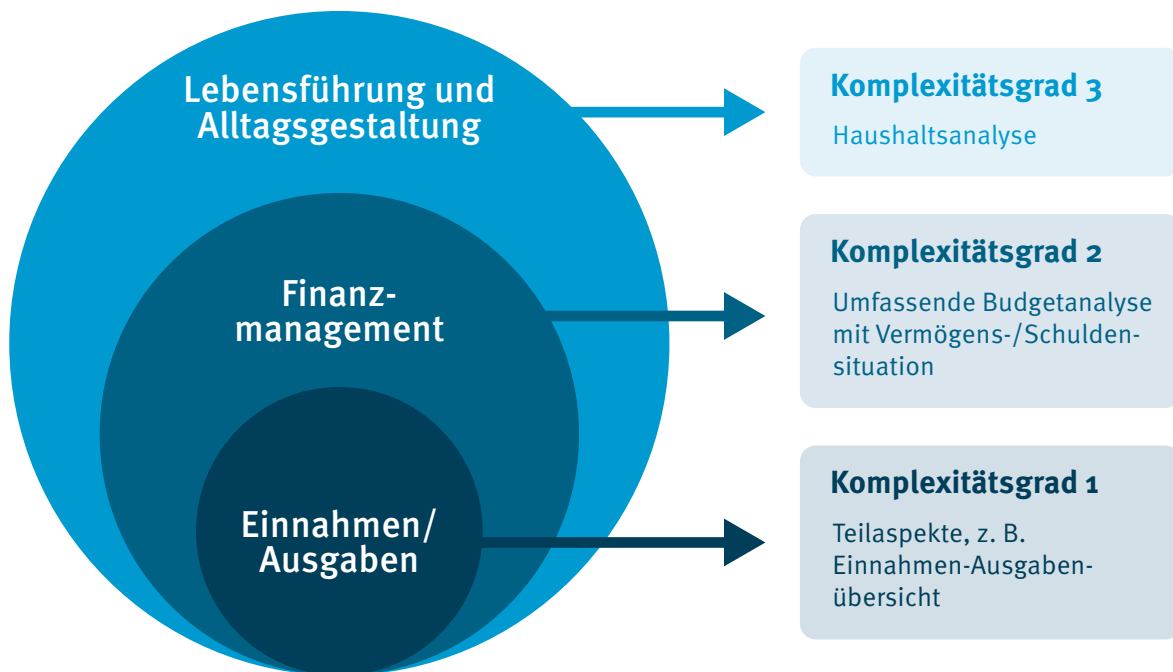 Lebensführung und
Alltagsgestaltung
Komplexitätsgrad 3
Haushaltsanalyse
Finanz-
management
Komplexitätsgrad 2
Umfassende Budgetanalyse
mit Vermögens-/Schulden-
situation
Einnahmen/
Ausgaben
Komplexitätsgrad 1
Teilaspekte, z. B.
Einnahmen-Ausgaben-
übersicht